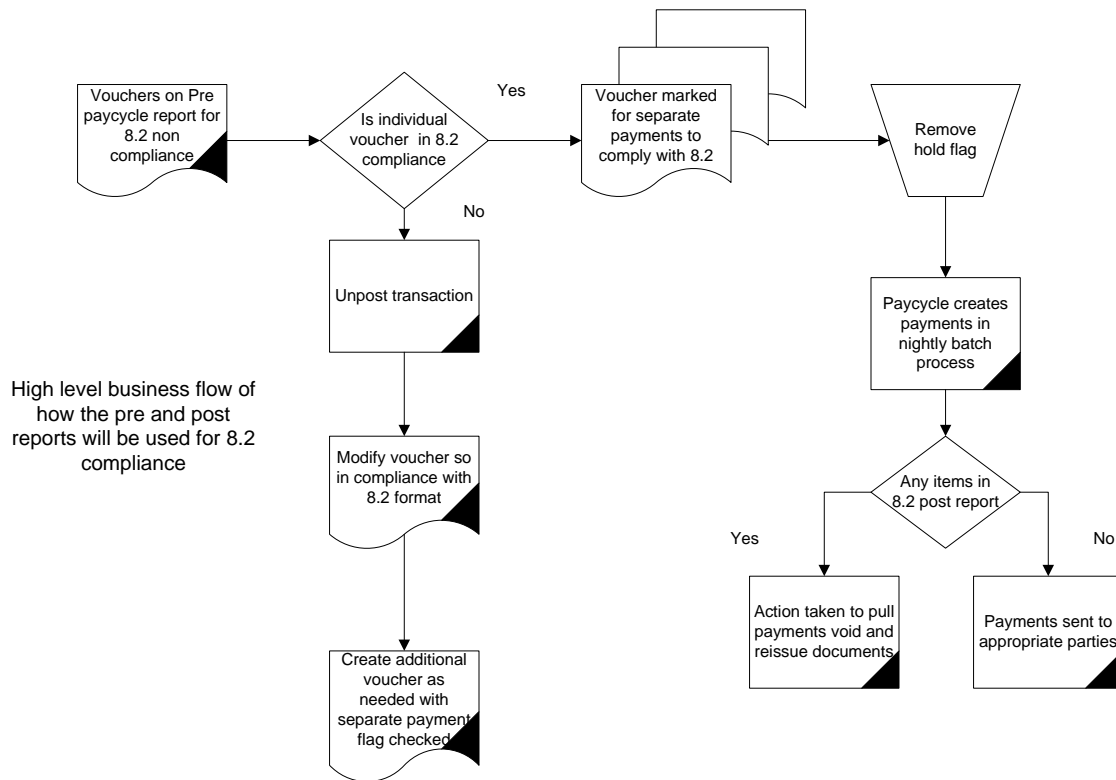 Vouchers on Pre
paycycle report for
8.2 non
compliance
Is individual
voucher in 8.2
compliance
Yes
Voucher marked
for separate
payments to
comply with 8.2
Remove
hold flag
No
Unpost transaction
Paycycle creates
payments in
nightly batch
process
High level business flow of
how the pre and post
reports will be used for 8.2
compliance
Modify voucher so
in compliance with
8.2 format
Any items in
8.2 post report
Yes
No
Action taken to pull
payments void and
reissue documents
Payments sent to
appropriate parties
Create additional
voucher as
needed with
separate payment
flag checked